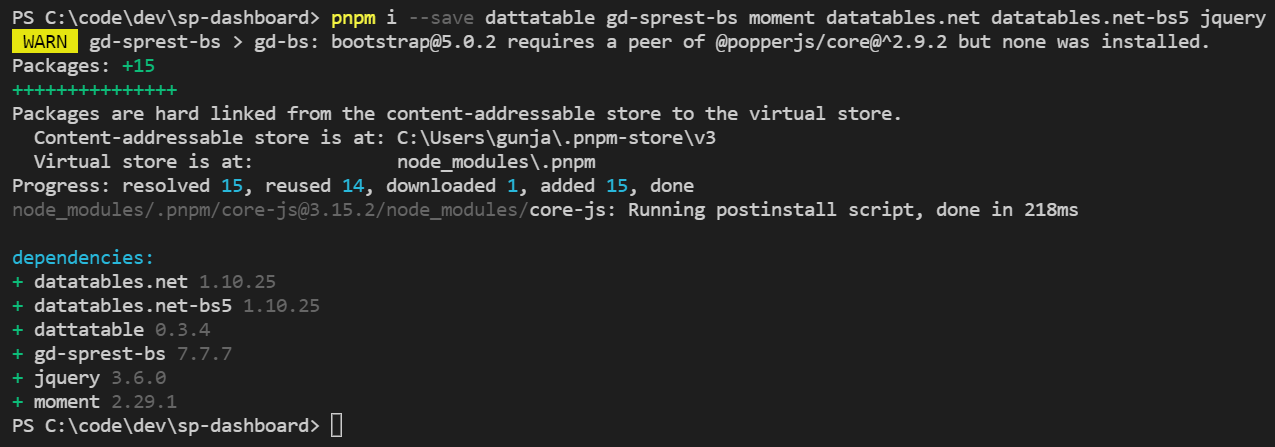 PS C:\code\dev\sp-dashboard> pnpm i --save dattatable gd-sprest-bs moment datatables.net datatables.net-bs5 jquery
WARN gd-sprest-bs > gd-bs: bootstrap@5.0.2 requires a peer of @popperjs/core@^2.9.2 but none was installed.
Packages: +15
+++++++++++++++
Packages are hard linked from the content-addressable store to the virtual store.
  Content-addressable store is at: C:\Users\gunja\.pnpm-store\v3
  Virtual store is at:             node_modules\.pnpm
Progress: resolved 15, reused 14, downloaded 1, added 15, done
node_modules/.pnpm/core-js@3.15.2/node_modules/core-js: Running postinstall script, done in 218ms

dependencies:
+ datatables.net 1.10.25
+ datatables.net-bs5 1.10.25
+ dattatable 0.3.4
+ gd-sprest-bs 7.7.7
+ jquery 3.6.0
+ moment 2.29.1
PS C:\code\dev\sp-dashboard>